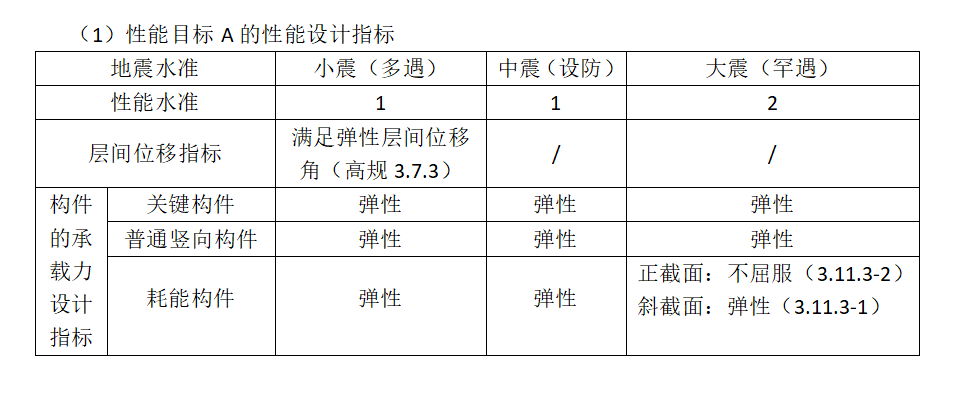 （1）性能目标 A 的性能设计指标
地震水准 小震（多遇） 中震（设防） 大震（罕遇）
性能水准 1 1 2
层间位移指标 满足弹性层间位移 / /
角（高规 3.7.3）
构件
的承
载力
设计
指标
关键构件 弹性 弹性 弹性
普通竖向构件 弹性 弹性 弹性
耗能构件 弹性 弹性 正截面：不屈服（3.11.3-2）
斜截面：弹性（3.11.3-1）